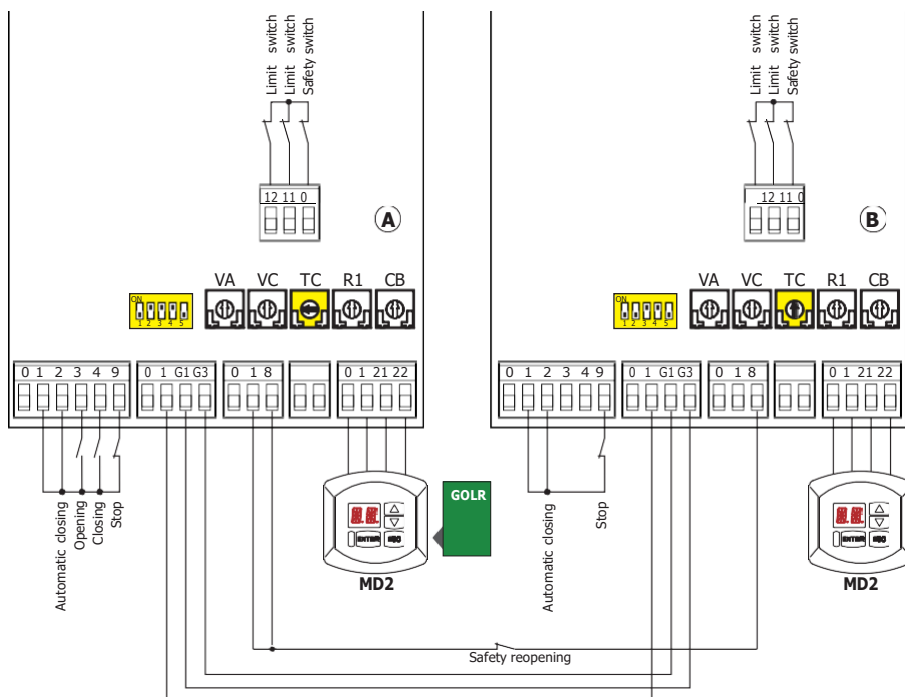 Limit switch
Limit switch
Safety switch
12 11 0
A
VA VC TC R1 CB
ON
1 2 3 4 5
0 1 2 3 4 9
0 1 G1 G3
0 1 8
0 1 21 22
Automatic closing
Opening
Closing
Stop
ENTER
ESC
MD2
GOLR
Limit switch
Limit switch
Safety switch
12 11 0
B
VA VC TC R1 CB
ON
1 2 3 4 5
0 1 2 3 4 9
0 1 G1 G3
0 1 8
0 1 21 22
Automatic closing
Stop
ENTER
ESC
MD2
Safety reopening